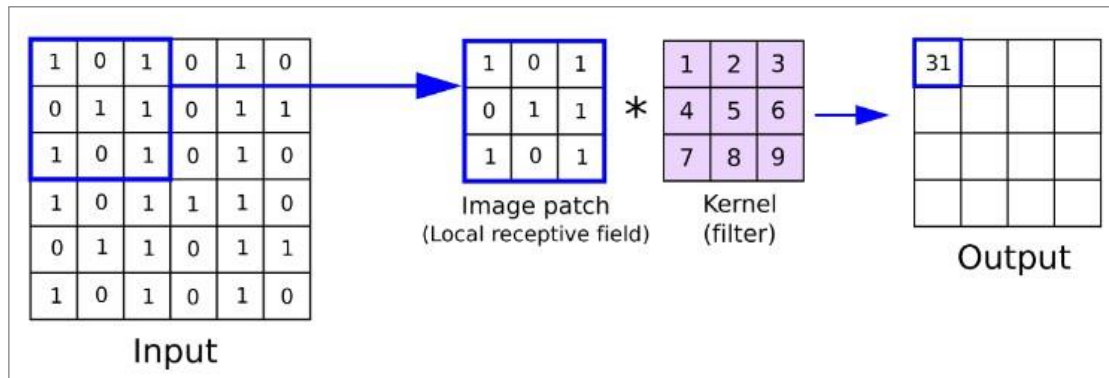 1 0 1 0 1 0
0 1 1 0 1 1
1 0 1 0 1 0
1 0 1 1 1 0
0 1 1 0 1 1
1 0 1 0 1 0
Input
1 0 1
0 1 1
1 0 1
Image patch
(Local receptive field)
*
1 2 3
4 5 6
7 8 9
Kernel
(filter)
31
Output